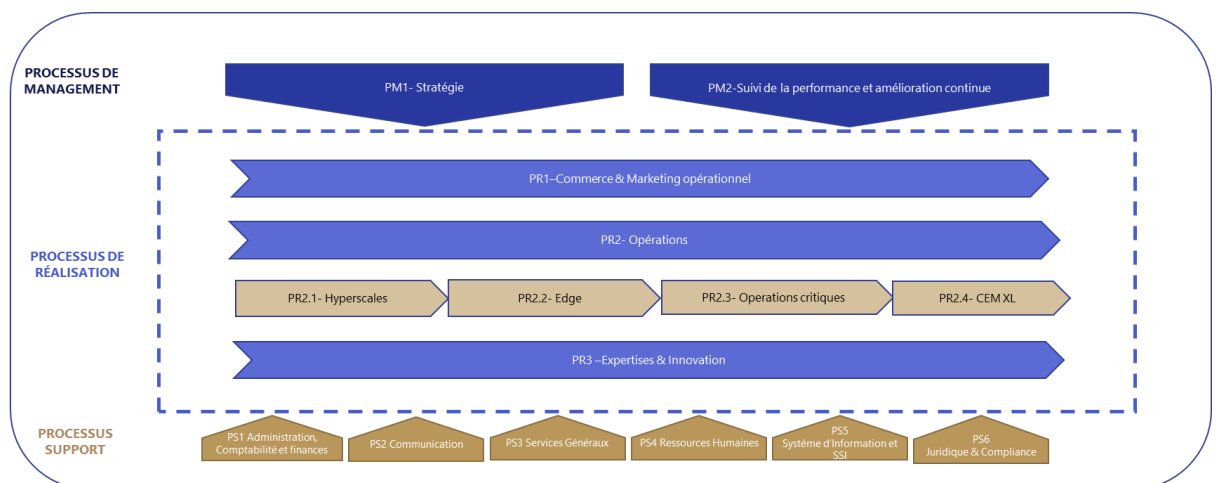 PROCESSUS DE
MANAGEMENT
PM1- Stratégie
PM2-Suivi de la performance et amélioration continue
PR1–Commerce & Marketing opérationnel
PR2- Opérations
PROCESSUS DE
RÉALISATION
PR2.1- Hyperscales
PR2.2- Edge
PR2.3- Operations critiques
PR2.4- CEM XL
PR3 –Expertises & Innovation
PROCESSUS
SUPPORT
PS1 Administration,
Comptabilité et finances
PS2 Communication
PS3 Services Généraux
PS4 Ressources Humaines
PS5
Système d'Information et
SSI
PS6
Juridique & Compliance